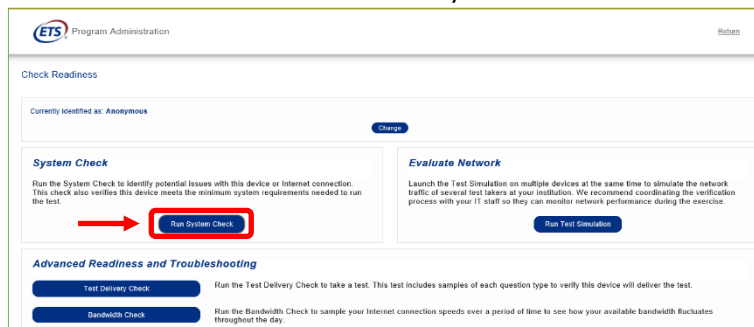 ETS Program Administration
Return
Check Readiness
Currently identified as: Anonymous
Change
System Check
Run the System Check to identify potential issues with this device or Internet connection.
This check also verifies this device meets the minimum system requirements needed to run
the test.
Run System Check
Evaluate Network
Launch the Test Simulation on multiple devices at the same time to simulate the network
traffic of several test takers at your institution. We recommend coordinating the verification
process with your IT staff so they can monitor network performance during the exercise.
Run Test Simulation
Advanced Readiness and Troubleshooting
Test Delivery Check
Run the Test Delivery Check to take a test. This test includes samples of each question type to verify this device will deliver the test.
Bandwidth Check
Run the Bandwidth Check to sample your Internet connection speeds over a period of time to see how your available bandwidth fluctuates
throughout the day.